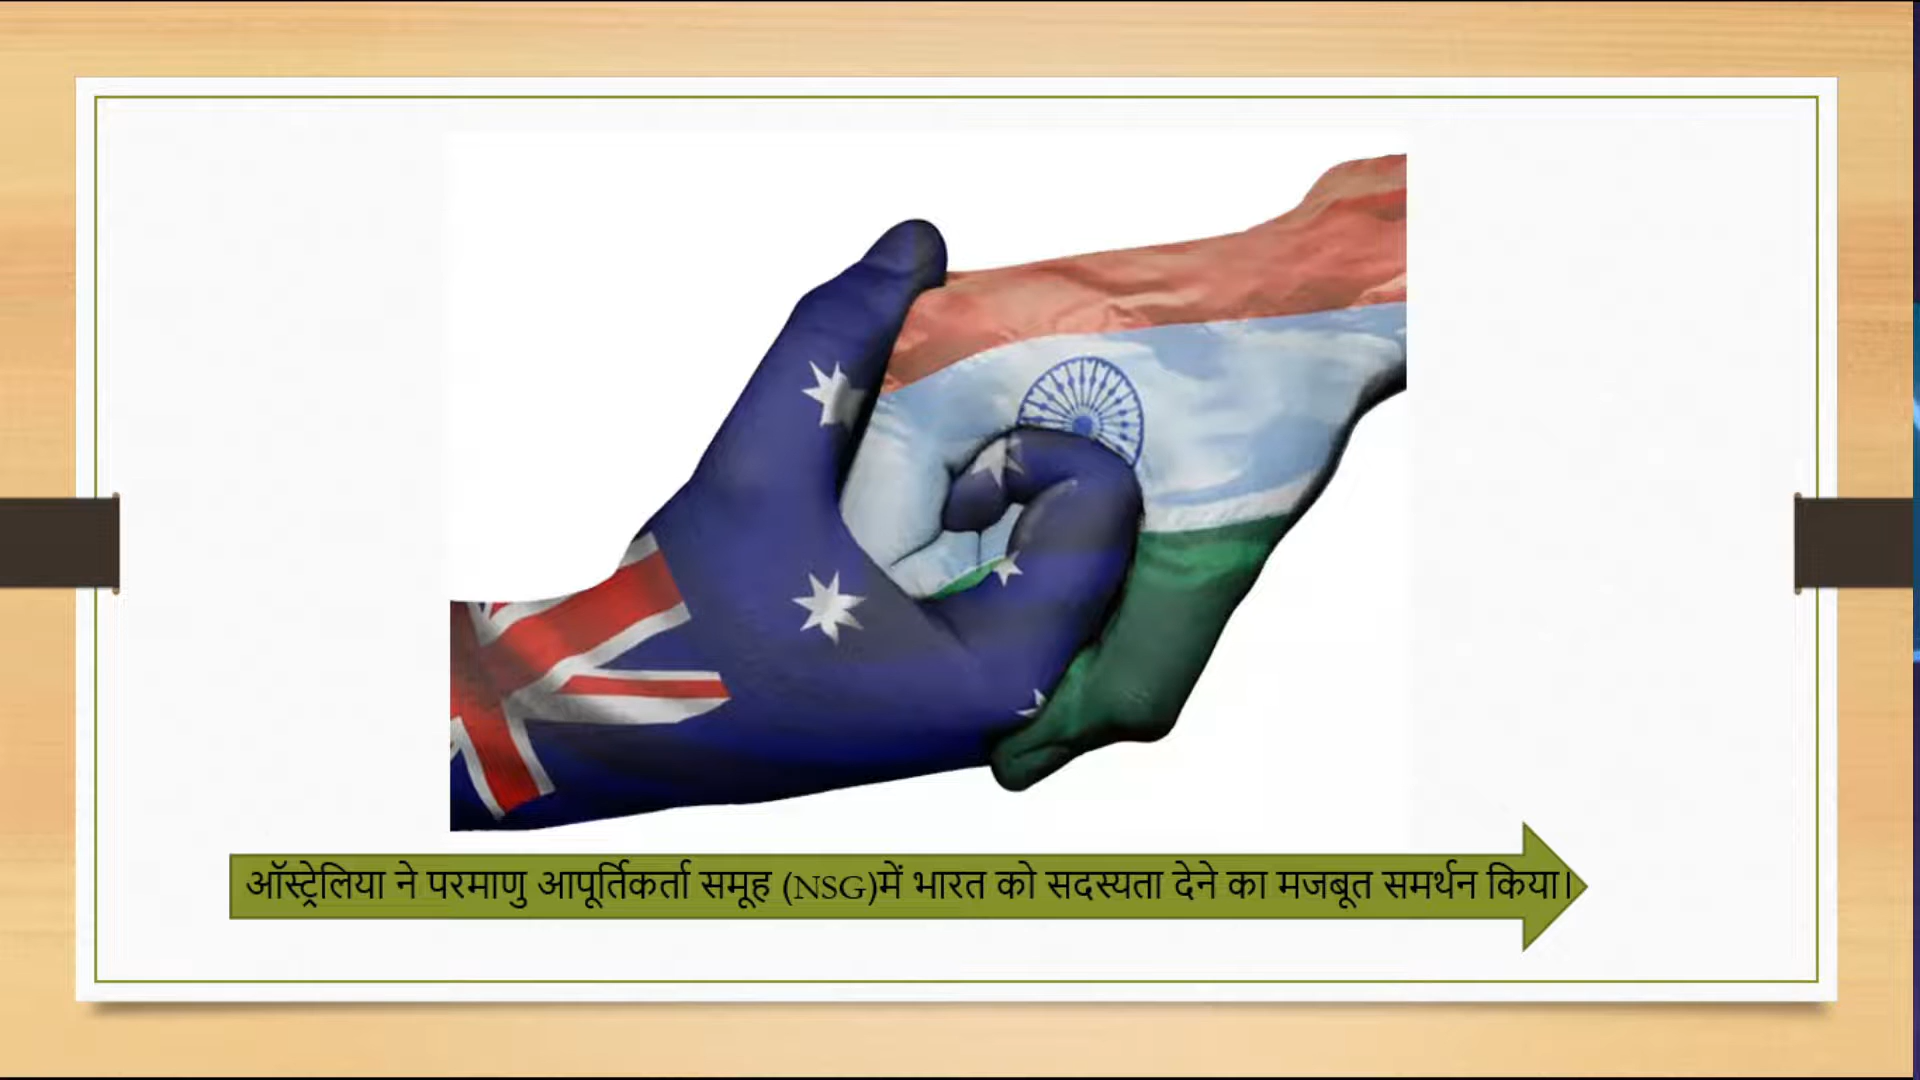 ऑस्ट्रेलिया ने परमाणु आपूर्तिकर्ता समूह (NSG)में भारत को सदस्यता देने का मजबूत समर्थन किया।